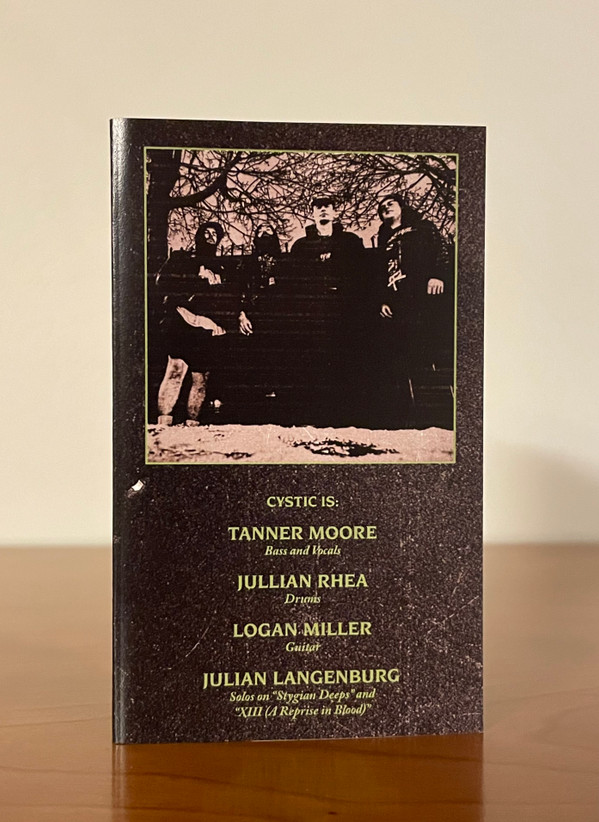 CYSTIC IS:
TANNER MOORE
Bass and Vocals
JULLIAN RHEA
Drums
LOGAN MILLER
Guitar
JULIAN LANGENBURG
Solos on “Stygian Deeps” and
“XIII (A Reprise in Blood)”